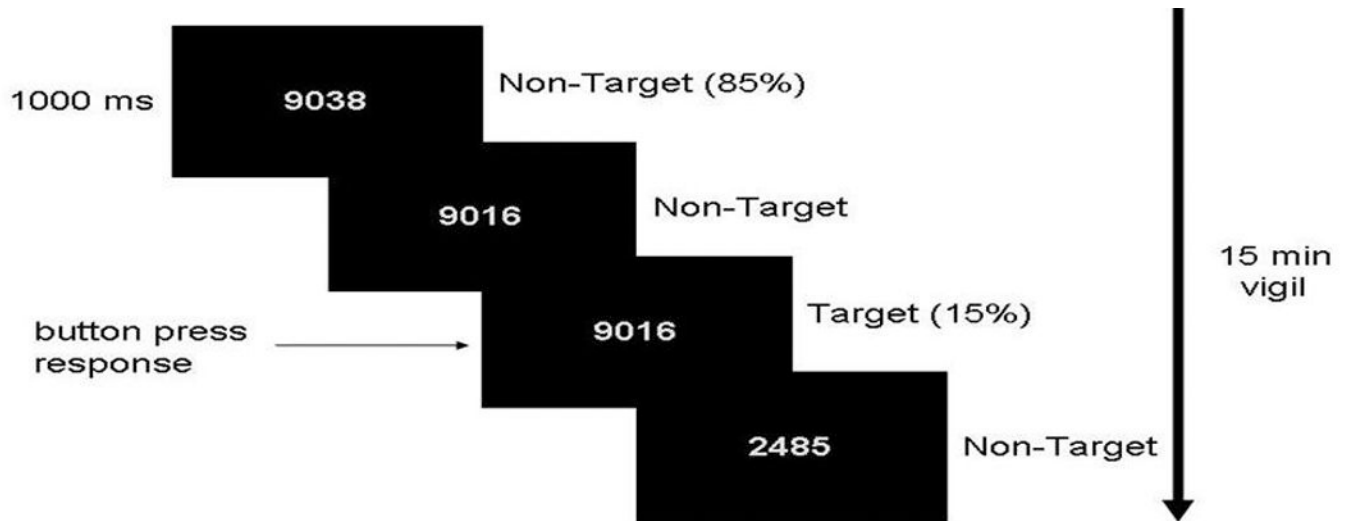 1000 ms
9038
Non-Target (85%)
9016
Non-Target
button press
response
9016
Target (15%)
2485
Non-Target
15 min
vigil